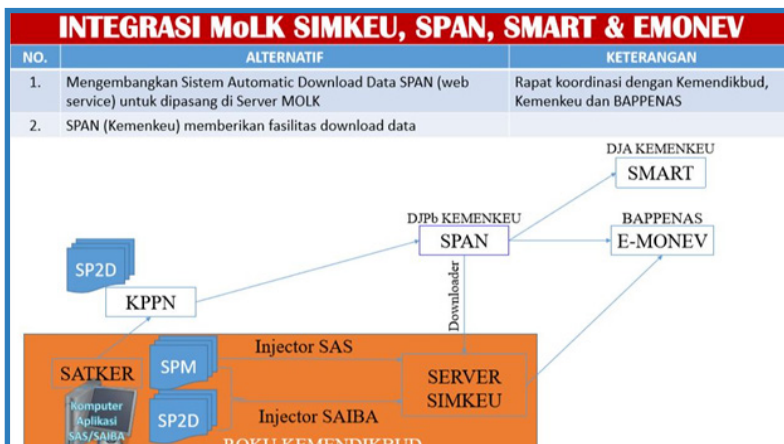 INTEGRASI MoLK SIMKEU, SPAN, SMART & EMONEV
NO. ALTERNATIF KETERANGAN
1. Mengembangkan Sistem Automatic Download Data SPAN (web Rapat koordinasi dengan Kemendikbud,
service) untuk dipasang di Server MOLK Kemenkeu dan BAPPENAS
2. SPAN (Kemenkeu) memberikan fasilitas download data
DJA KEMENKEU
SMART
DJPb KEMENKEU
SPAN
BAPPENAS
E-MONEV
SP2D
KPPN
Downloader
SATKER
SPM
Injector SAS
SERVER
SIMKEU
Komputer
Aplikasi
SAS/SAIBA
SP2D
Injector SAIBA
ROKU KEMENDIKBUD